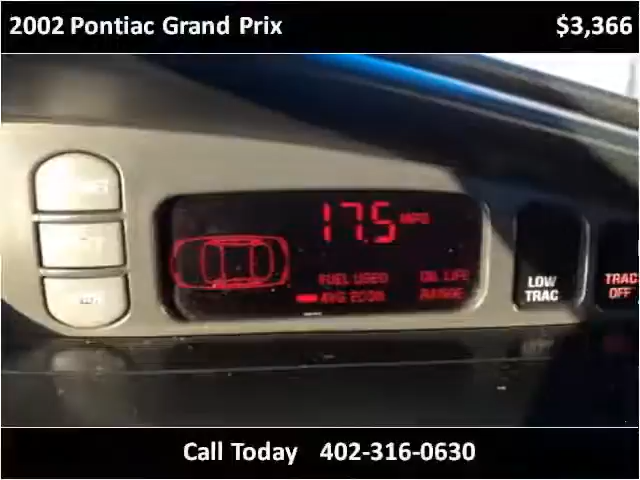 2002 Pontiac Grand Prix $3,366
17.5 MPG
FUEL USED OIL LIFE
AVG ECON RANGE
LOW TRAC
TRAC OFF
Call Today 402-316-0630